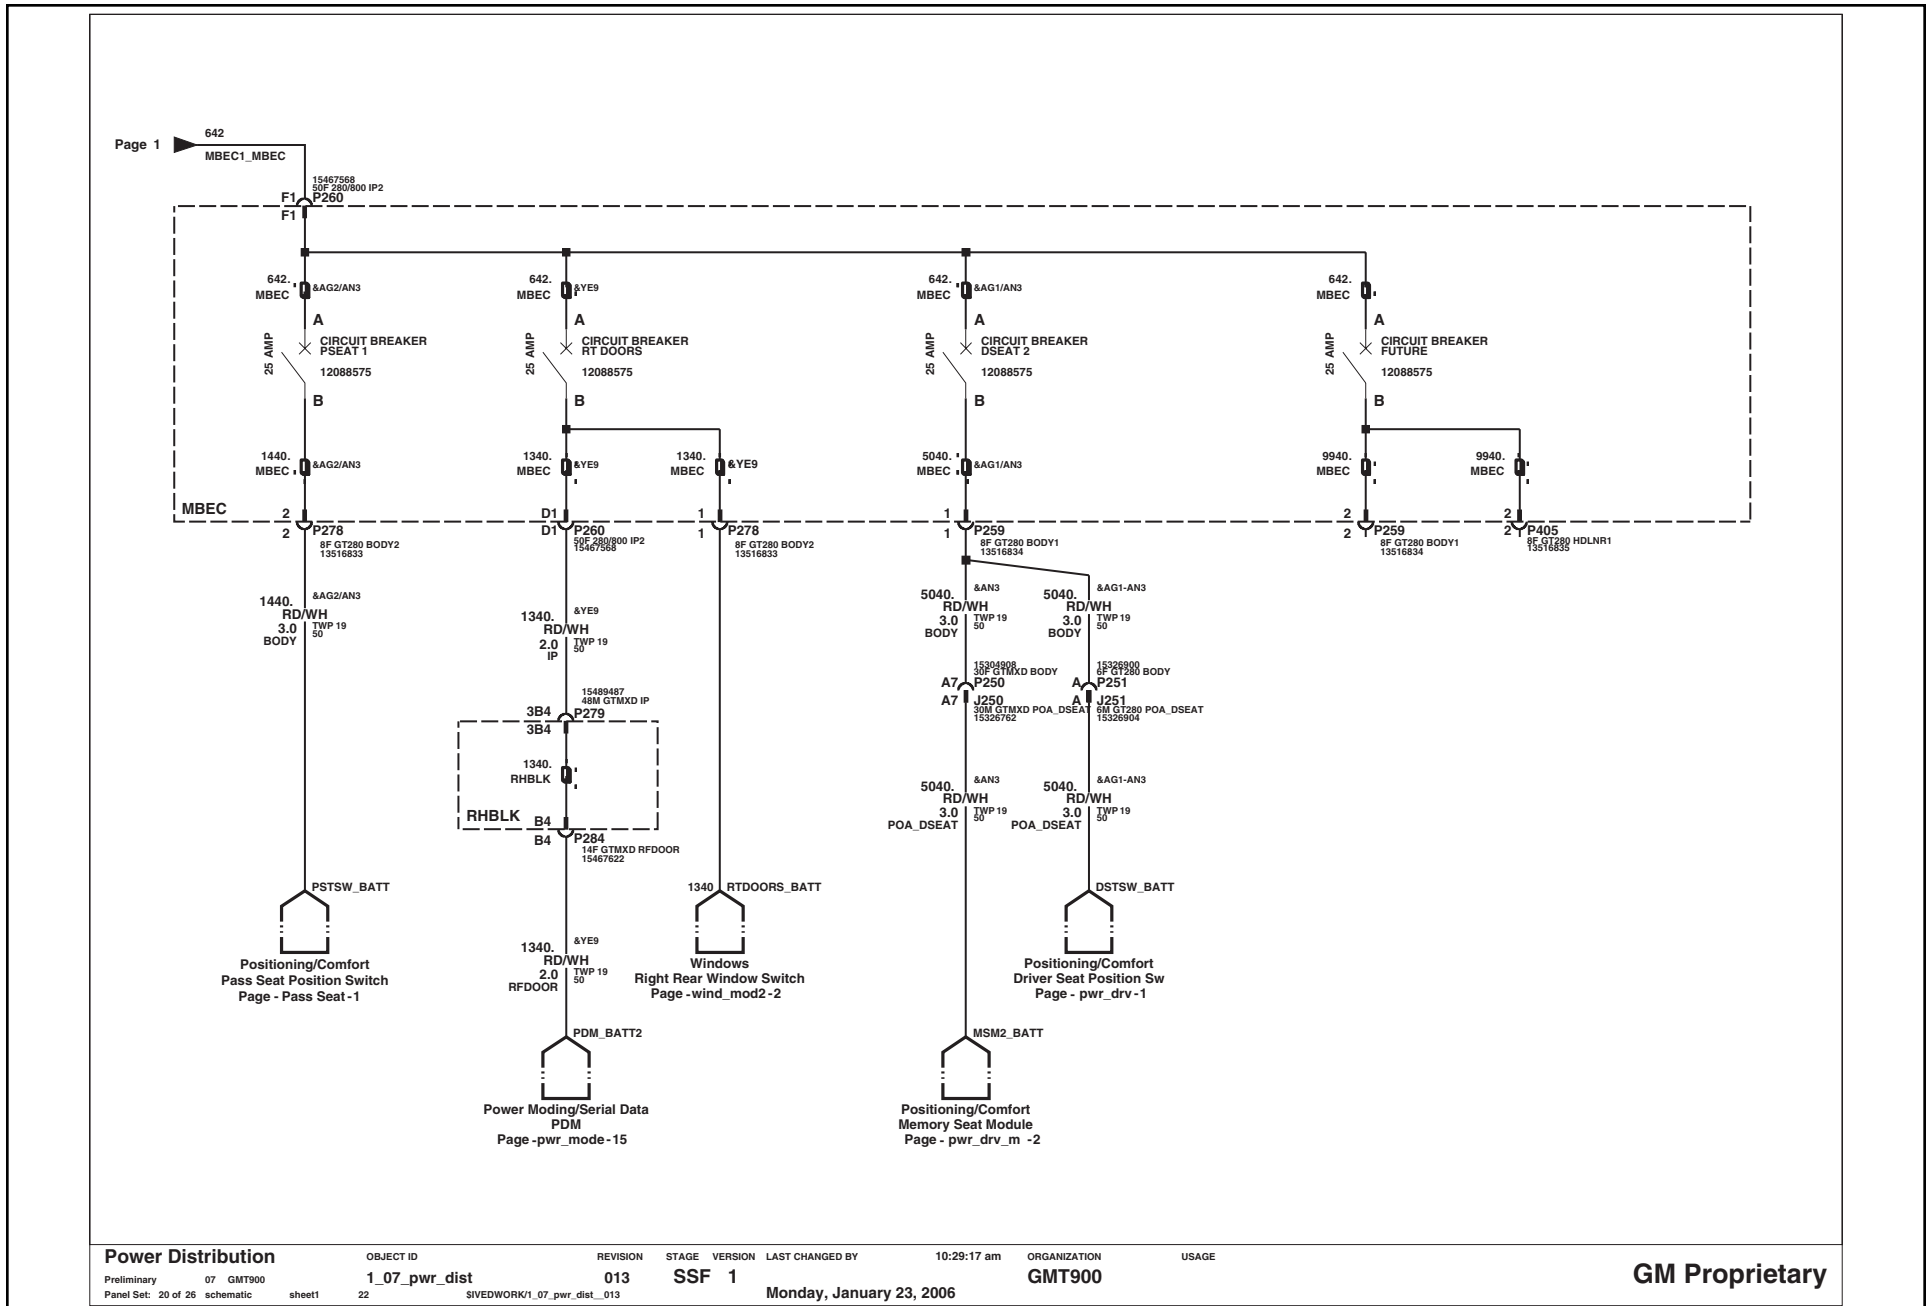 642
Page 1
MBEC1_MBEC
15467568
50F 280/800 IP2
F1 P260
F1
642. &AG2/AN3
MBEC
642. &YE9
MBEC
642. &AG1/AN3
MBEC
642.
MBEC
A
A
A
A
25 AMP
CIRCUIT BREAKER
PSEAT 1
12088575
25 AMP
CIRCUIT BREAKER
RT DOORS
12088575
25 AMP
CIRCUIT BREAKER
DSEAT 2
12088575
25 AMP
CIRCUIT BREAKER
FUTURE
12088575
B
B
B
B
1440. &AG2/AN3
MBEC
1340. &YE9
MBEC
1340. &YE9
MBEC
5040. &AG1/AN3
MBEC
9940.
MBEC
9940.
MBEC
MBEC
2
2 P278
8F GT280 BODY2
13516833
D1
D1 P260
50F 280/800 IP2
15467568
1
1 P278
8F GT280 BODY2
13516833
1
1 P259
8F GT280 BODY1
13516834
2
2 P259
8F GT280 BODY1
13516834
2
2 P405
8F GT280 HDLNR1
13516835
&AG2/AN3
1440.
RD/WH
3.0 TWP 19
50
BODY
&YE9
1340.
RD/WH
2.0 TWP 19
50
IP
&AN3
5040.
RD/WH
3.0 TWP 19
50
BODY
&AG1-AN3
5040.
RD/WH
3.0 TWP 19
50
BODY
15304908
30F GTMXD BODY
A7 P250
A7 J250
30M GTMXD POA_DSEAT
15326762
15326900
6F GT280 BODY
A P251
A J251
6M GT280 POA_DSEAT
15326904
15489487
48M GTMXD IP
3B4 P279
3B4
1340.
RHBLK
RHBLK
B4
B4 P284
14F GTMXD RFDOOR
15467622
&AN3
5040.
RD/WH
3.0 TWP 19
50
POA_DSEAT
&AG1-AN3
5040.
RD/WH
3.0 TWP 19
50
POA_DSEAT
PSTSW_BATT
Positioning/Comfort
Pass Seat Position Switch
Page - Pass Seat-1
&YE9
1340.
RD/WH
2.0 TWP 19
50
RFDOOR
1340 RTDOORS_BATT
Windows
Right Rear Window Switch
Page -wind_mod2-2
DSTSW_BATT
Positioning/Comfort
Driver Seat Position Sw
Page - pwr_drv-1
PDM_BATT2
Power Moding/Serial Data
PDM
Page -pwr_mode-15
MSM2_BATT
Positioning/Comfort
Memory Seat Module
Page - pwr_drv_m -2
Power Distribution OBJECT ID REVISION STAGE VERSION LAST CHANGED BY 10:29:17 am ORGANIZATION USAGE
Preliminary 07 GMT900 1_07_pwr_dist 013 SSF 1 GMT900 GM Proprietary
Panel Set: 20 of 26 schematic sheet1 22 $IVEDWORK/1_07_pwr_dist__013 Monday, January 23, 2006